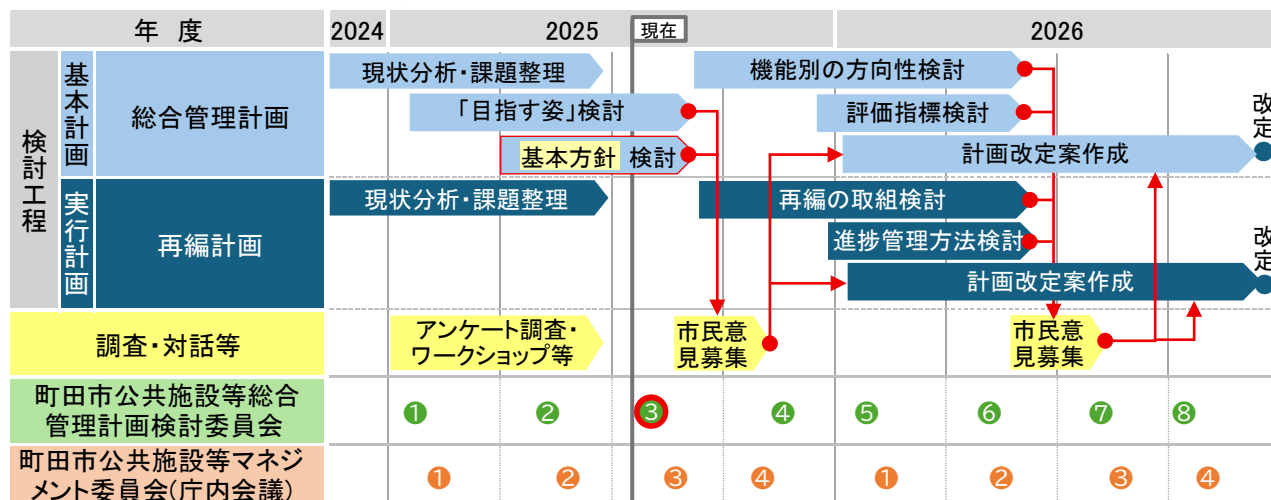 年 度
2024
2025
現在
2026
検討工程
基本計画
総合管理計画
現状分析・課題整理
機能別の方向性検討
「目指す姿」検討
評価指標検討
基本方針 検討
計画改定案作成
改定
実行計画
再編計画
現状分析・課題整理
再編の取組検討
進捗管理方法検討
計画改定案作成
改定
調査・対話等
アンケート調査・
ワークショップ等
市民意
見募集
市民意
見募集
町田市公共施設等総合
管理計画検討委員会
❶ ❷ ③ ❹ ❺ ❻ ❼ ❽
町田市公共施設等マネジ
メント委員会(庁内会議)
❶ ❷ ❸ ❹ ❶ ❷ ❸ ❹